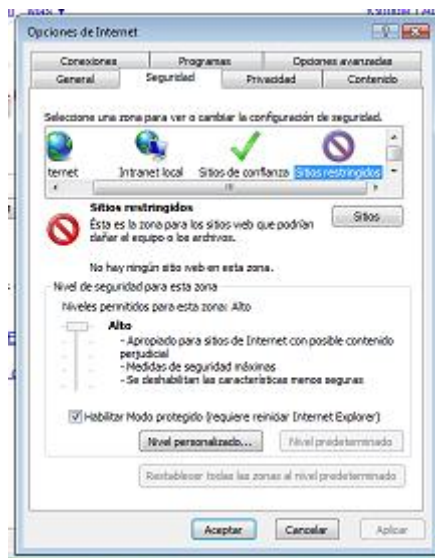 Opciones de Internet
Conexiones Programas Opciones avanzadas
General Seguridad Privacidad Contenido
Seleccione una zona para ver o cambiar la configuración de seguridad.
ternet Intranet local Sitios de confianza Sitios restringidos
Sitios restringidos
Ésta es la zona para los sitios web que podrían
dañar el equipo o los archivos.
Sitios
No hay ningún sitio web en esta zona.
Nivel de seguridad para esta zona
Niveles permitidos para esta zona: Alto
Alto
- Apropiado para sitios de Internet con posible contenido
perjudicial
- Medidas de seguridad máximas
- Se deshabilitan las características menos seguras
Habilitar Modo protegido (requiere reiniciar Internet Explorer)
Nivel personalizado... Nivel predeterminado
Restablecer todas las zonas al nivel predeterminado
Aceptar Cancelar Aplicar